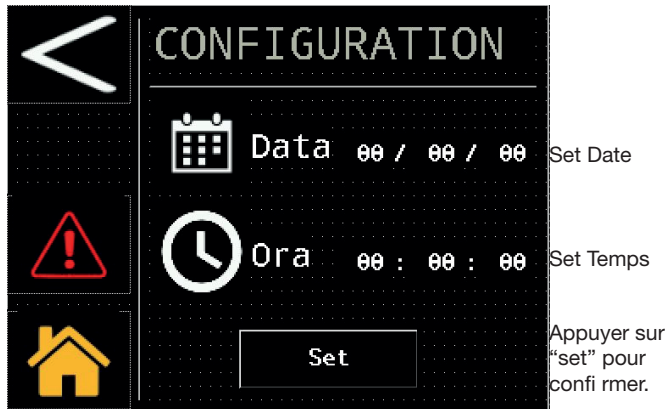 CONFIGURATION
Data 00 / 00 / 00
Set Date
Ora 00 : 00 : 00
Set Temps
Set
Appuyer sur
“set” pour
confi rmer.